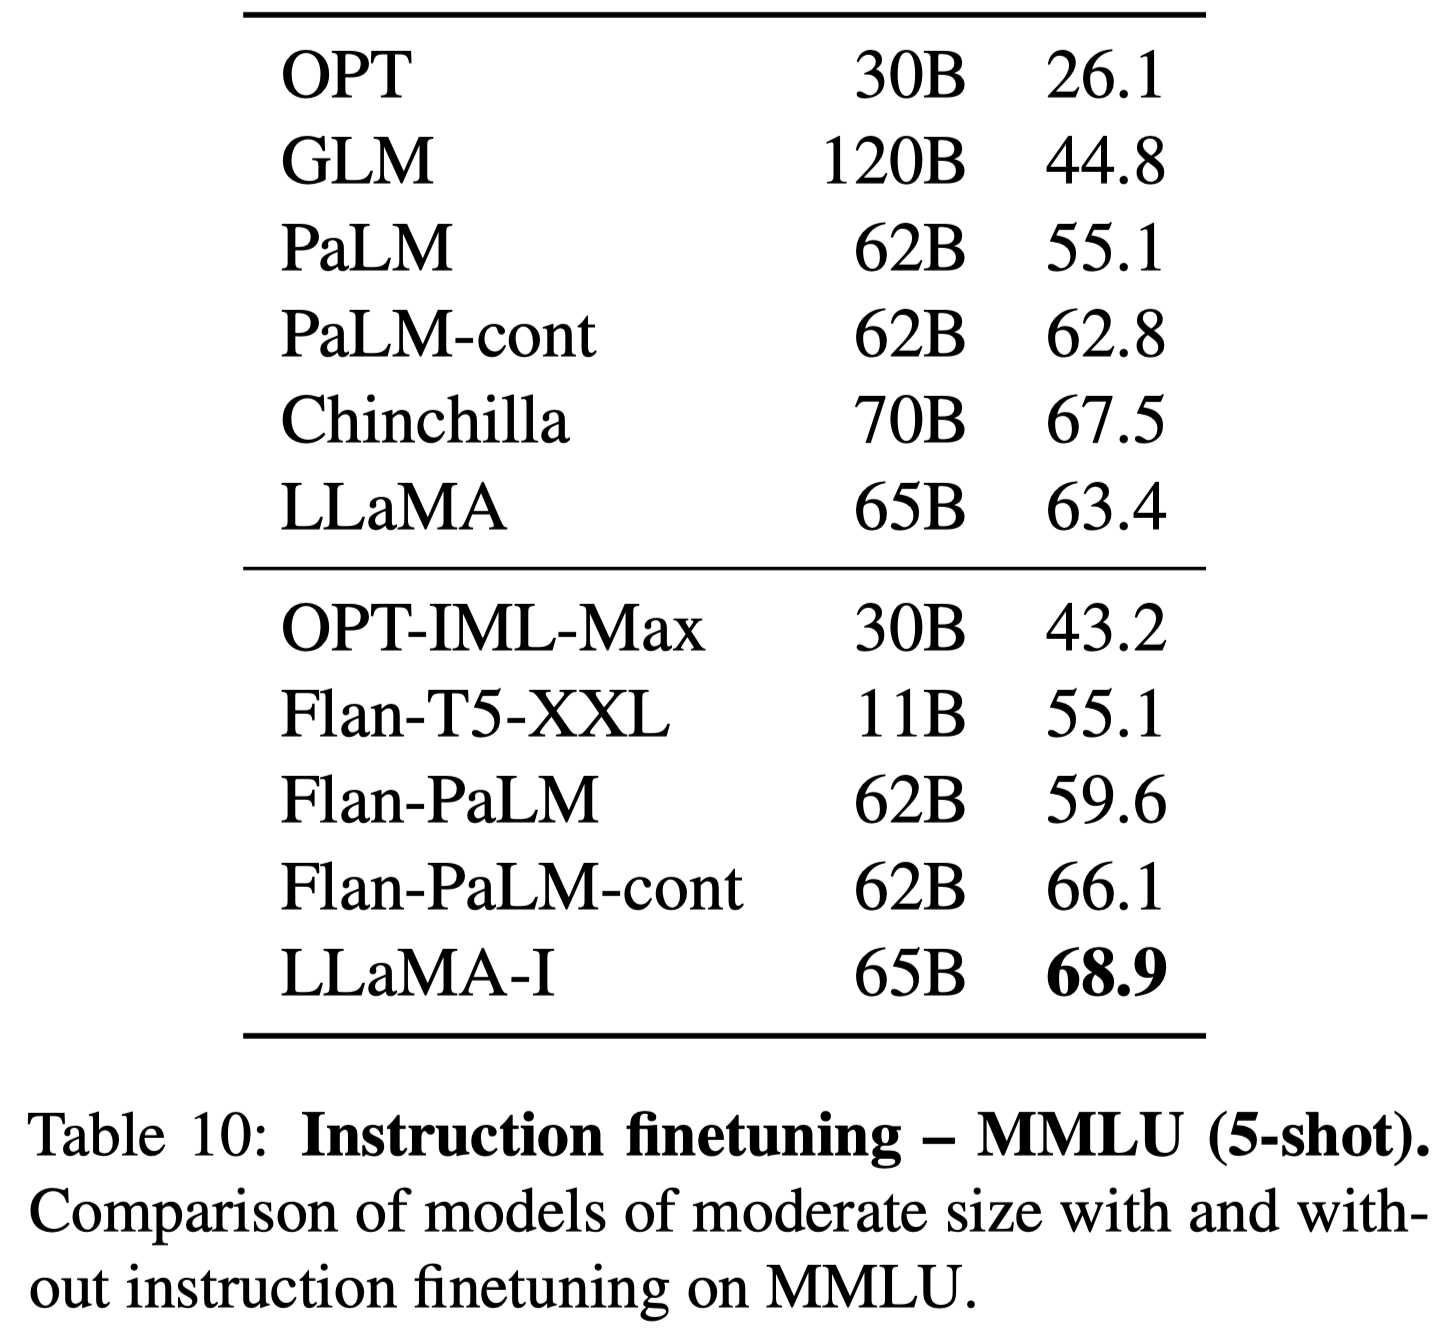 OPT 30B 26.1
GLM 120B 44.8
PaLM 62B 55.1
PaLM-cont 62B 62.8
Chinchilla 70B 67.5
LLaMA 65B 63.4
OPT-IML-Max 30B 43.2
Flan-T5-XXL 11B 55.1
Flan-PaLM 62B 59.6
Flan-PaLM-cont 62B 66.1
LLaMA-I 65B 68.9
Table 10: Instruction finetuning – MMLU (5-shot).
Comparison of models of moderate size with and with-
out instruction finetuning on MMLU.